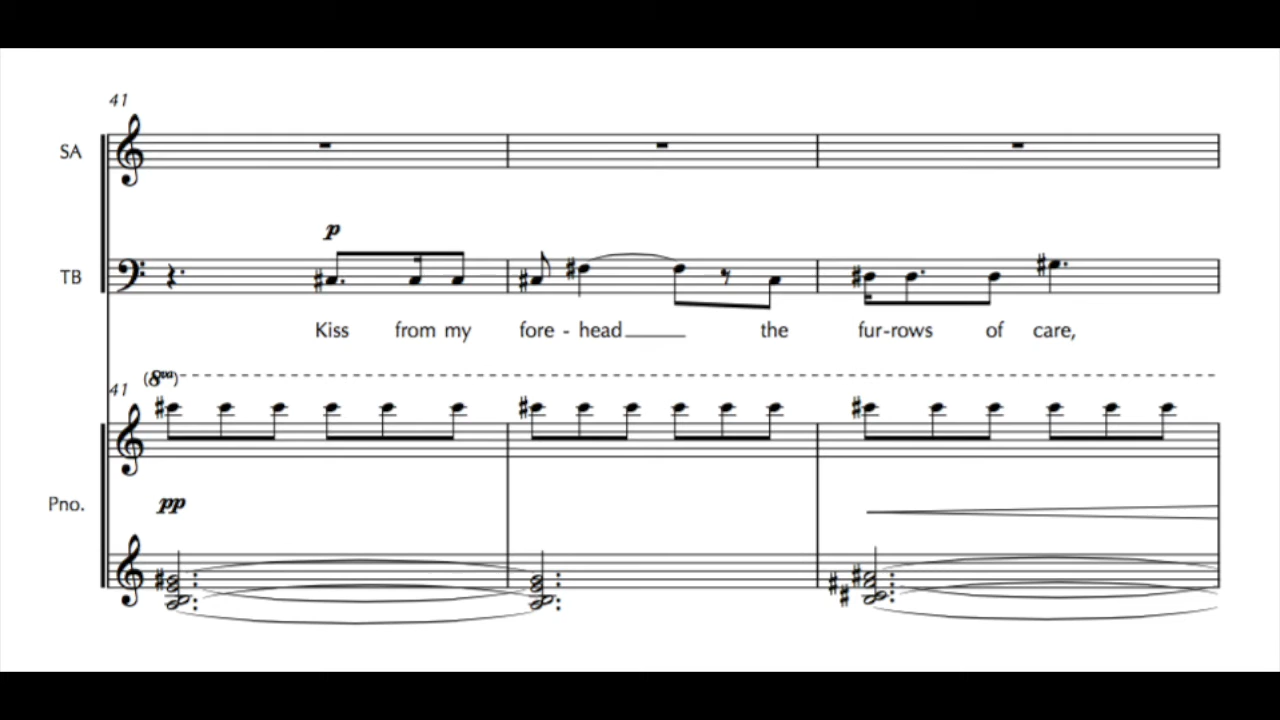 41
SA
p
TB
Kiss from my fore - head the fur-rows of care,
(8va)
41
pp
Pno.